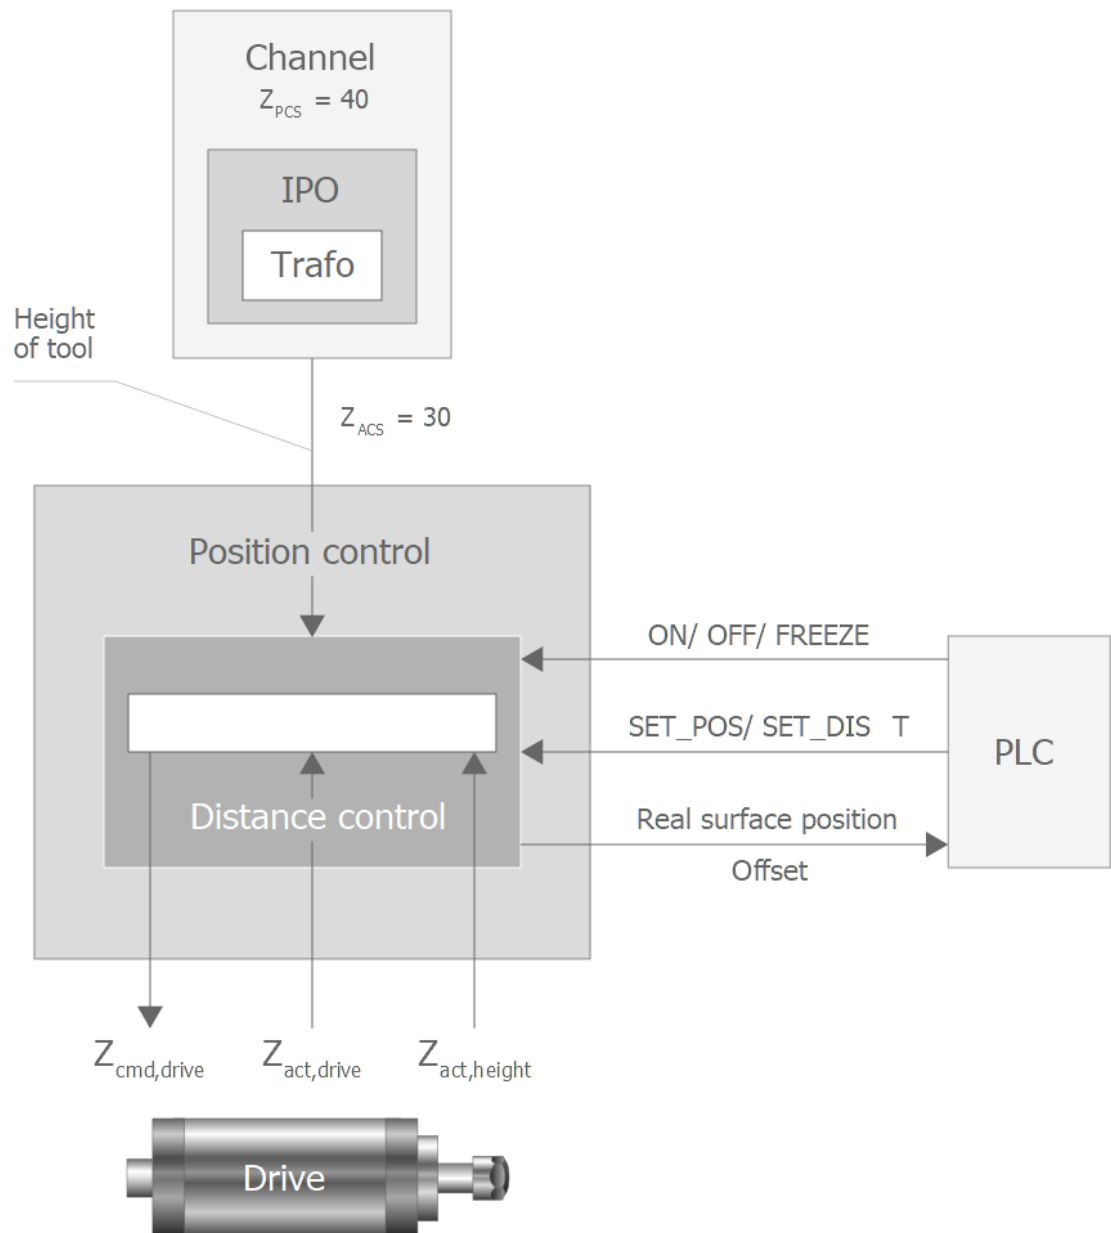 Channel
Z_PCS = 40
IPO
Trafo
Height
of tool
Z_ACS = 30
Position control
ON/ OFF/ FREEZE
SET_POS/ SET_DIS T
PLC
Distance control
Real surface position
Offset
Z_cmd,drive
Z_act,drive
Z_act,height
Drive